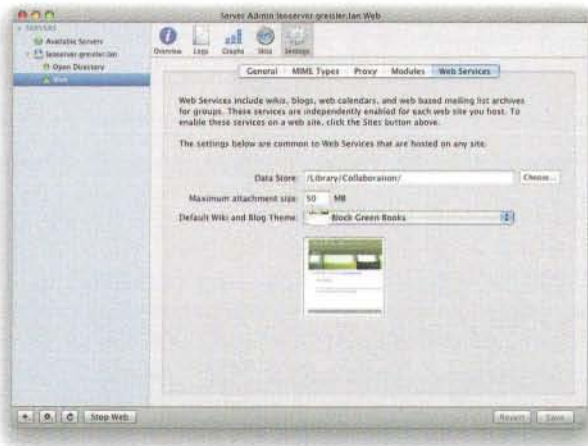 Server Admin: leoserver.greisler.lan: Web
SERVERS
Available Servers
leoserver.greisler.lan
Open Directory
Web
Overview Logs Graphs Sites Settings
General MIME Types Proxy Modules Web Services
Web Services include wikis, blogs, web calendars, and web based mailing list archives
for groups. These services are independently enabled for each web site you host. To
enable these services on a web site, click the Sites button above.
The settings below are common to Web Services that are hosted on any site.
Data Store: /Library/Collaboration/ Choose...
Maximum attachment size: 50 MB
Default Wiki and Blog Theme: Block Green Books
Stop Web
Revert Save